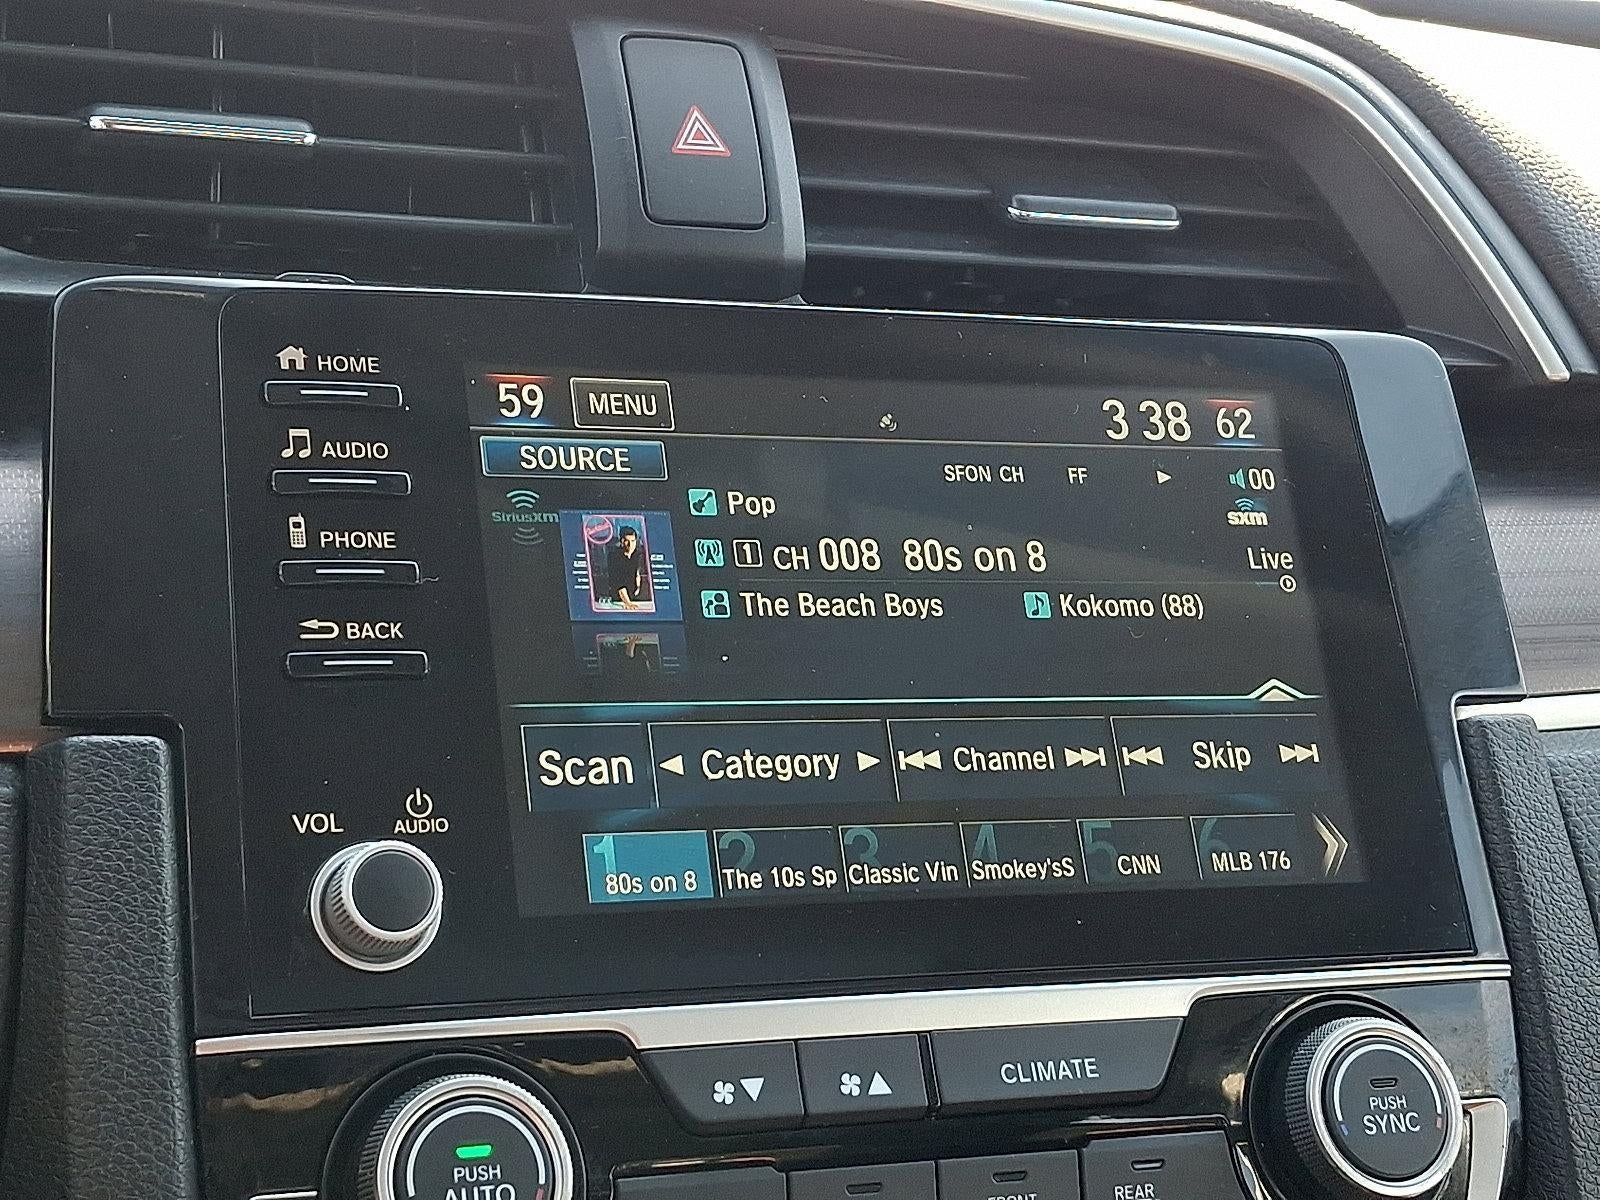 HOME
AUDIO
PHONE
BACK
VOL
AUDIO
59 MENU 3 38 62
SOURCE
SFON CH FF 00
SiriusXm
sxm
Pop
1 CH 008 80s on 8 Live
The Beach Boys Kokomo (88)
Scan Category Channel Skip
1 80s on 8
2 The 10s Sp
3 Classic Vin
4 Smokey'sS
5 CNN
6 MLB 176
CLIMATE
PUSH
AUTO
PUSH
SYNC
FRONT
REAR